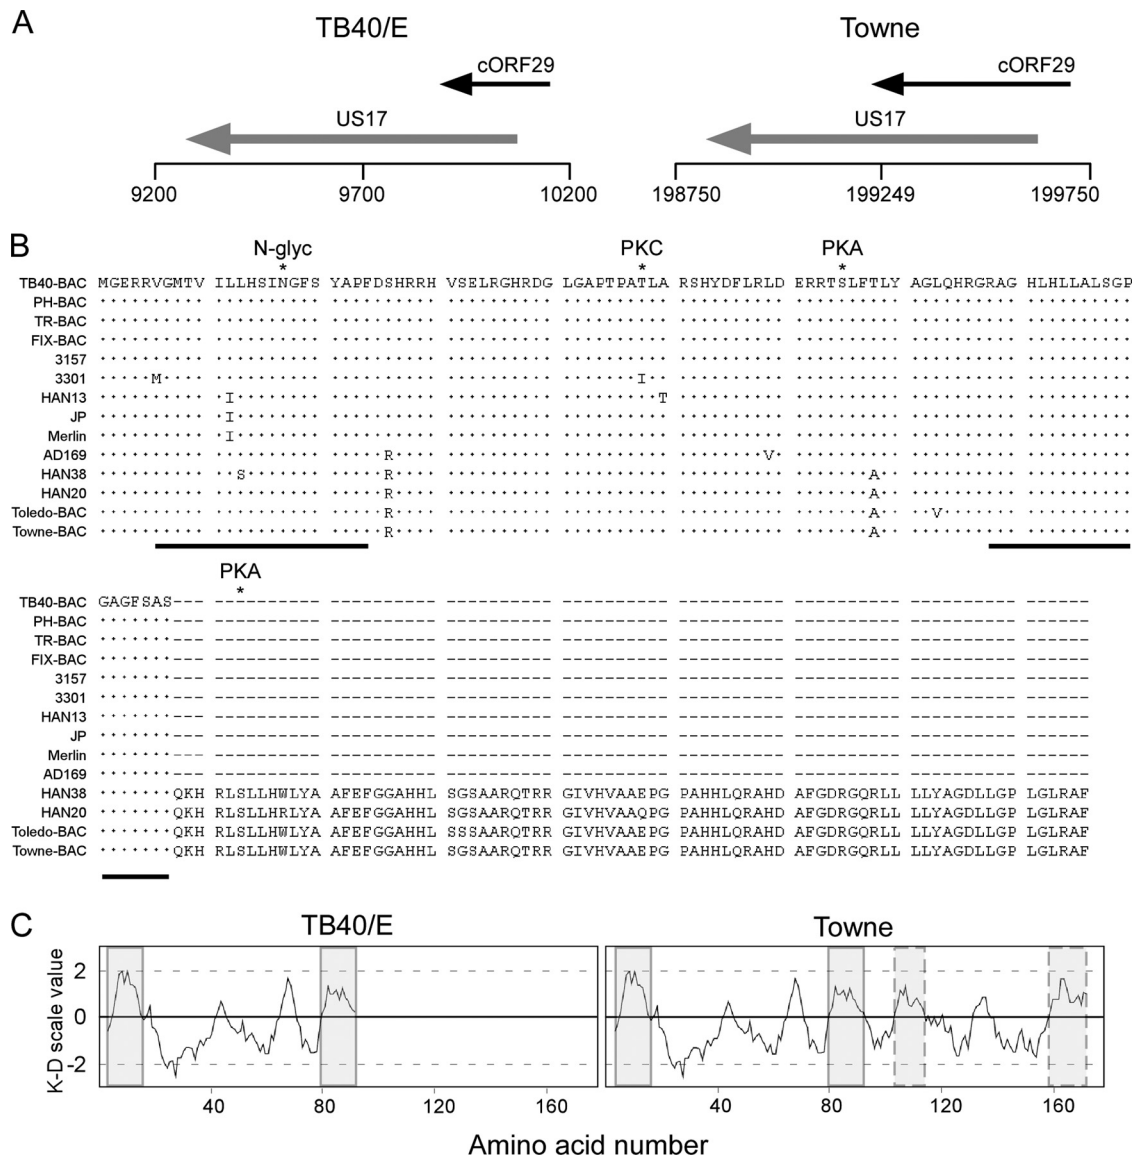 A
TB40/E
Towne
cORF29
cORF29
US17
US17
9200 9700 10200
198750 199249 199750
B
N-glyc PKC PKA
* * *
TB40-BAC MGERRVGMTV ILLHSINGFS YAPFDSHRRH VSELRGHRDG LGAPTPATLA RSHYDFLRLD ERRTSLFTLY AGLQHRGRAG HLHLLALSGP
PH-BAC .......... .......... .......... .......... .......... .......... .......... .......... ..........
TR-BAC .......... .......... .......... .......... .......... .......... .......... .......... ..........
FIX-BAC .......... .......... .......... .......... .......... .......... .......... .......... ..........
3157 .......... .......... .......... .......... .......... .......... .......... .......... ..........
3301 .....M.... .......... .......... .......... .......I.. .......... .......... .......... ..........
HAN13 .......... .I........ .......... .......... .........T .......... .......... .......... ..........
JP .......... .I........ .......... .......... .......... .......... .......... .......... ..........
Merlin .......... .I........ .......... .......... .......... .......... .......... .......... ..........
AD169 .......... .......... .....R.... .......... .......... ........V. .......... .......... ..........
HAN38 .......... ..S....... .....R.... .......... .......... .......... .......A.. .......... ..........
HAN20 .......... .......... .....R.... .......... .......... .......... .......A.. .......... ..........
Toledo-BAC .......... .......... .....R.... .......... .......... .......... .......A.. ..V....... ..........
Towne-BAC .......... .......... .....R.... .......... .......... .......... .......A.. .......... ..........
PKA
*
TB40-BAC GAGFSAS--- ---------- ---------- ---------- ---------- ---------- ---------- ---------- ------
PH-BAC .......--- ---------- ---------- ---------- ---------- ---------- ---------- ---------- ------
TR-BAC .......--- ---------- ---------- ---------- ---------- ---------- ---------- ---------- ------
FIX-BAC .......--- ---------- ---------- ---------- ---------- ---------- ---------- ---------- ------
3157 .......--- ---------- ---------- ---------- ---------- ---------- ---------- ---------- ------
3301 .......--- ---------- ---------- ---------- ---------- ---------- ---------- ---------- ------
HAN13 .......--- ---------- ---------- ---------- ---------- ---------- ---------- ---------- ------
JP .......--- ---------- ---------- ---------- ---------- ---------- ---------- ---------- ------
Merlin .......--- ---------- ---------- ---------- ---------- ---------- ---------- ---------- ------
AD169 .......--- ---------- ---------- ---------- ---------- ---------- ---------- ---------- ------
HAN38 .......QKH RLSLLHWLYA AFEFGGAHHL SGSAARQTRR GIVHVAAEPG PAHHLQRAHD AFGDRGQRLL LLYAGDLLGP LGLRAF
HAN20 .......QKH RLSLLHRLYA AFEFGGAHHL SGSAARQTRR GIVHVAAQPG PAHHLQRAHD AFGDRGQRLL LLYAGDLLGP LGLRAF
Toledo-BAC .......QKH RLSLLHWLYA AFEFGGAHHL SSSAARQTRR GIVHVAAEPG PAHHLQRAHD AFGDRGQRLL LLYAGDLLGP LGLRAF
Towne-BAC .......QKH RLSLLHWLYA AFEFGGAHHL SGSAARQTRR GIVHVAAEPG PAHHLQRAHD AFGDRGQRLL LLYAGDLLGP LGLRAF
C
TB40/E
Towne
K-D scale value
2
0
-2
40 80 120 160
40 80 120 160
Amino acid number